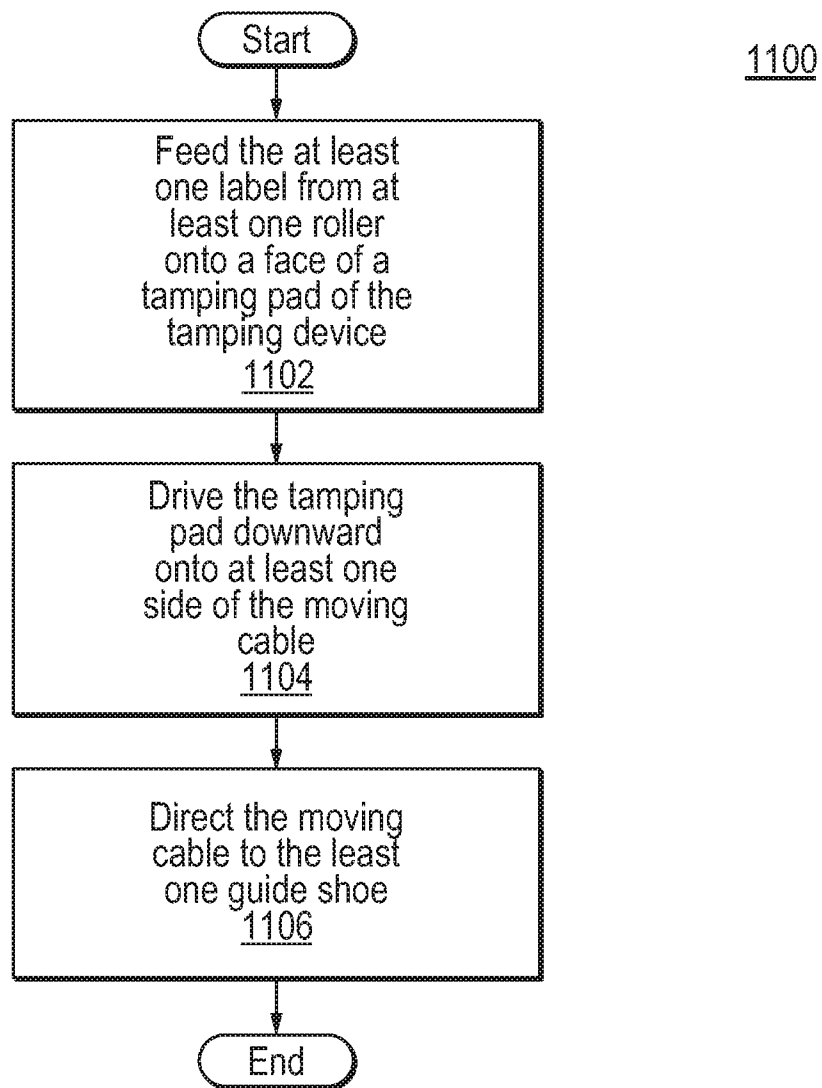 Start
1100
Feed the at least
one label from at
least one roller
onto a face of a
tamping pad of the
tamping device
1102
Drive the tamping
pad downward
onto at least one
side of the moving
cable
1104
Direct the moving
cable to the least
one guide shoe
1106
End